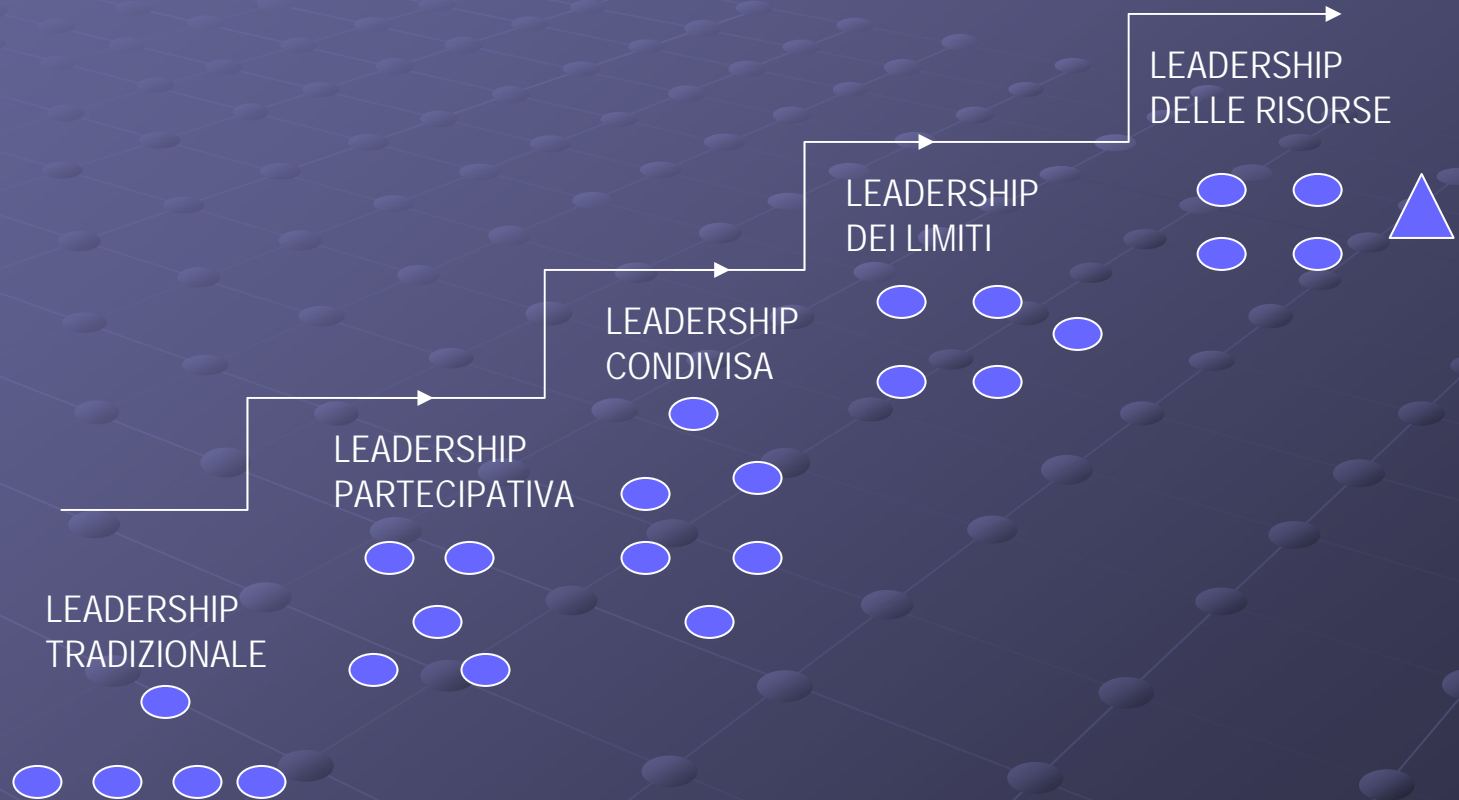 LEADERSHIP
DELLE RISORSE
LEADERSHIP
DEI LIMITI
LEADERSHIP
CONDIVISA
LEADERSHIP
PARTECIPATIVA
LEADERSHIP
TRADIZIONALE